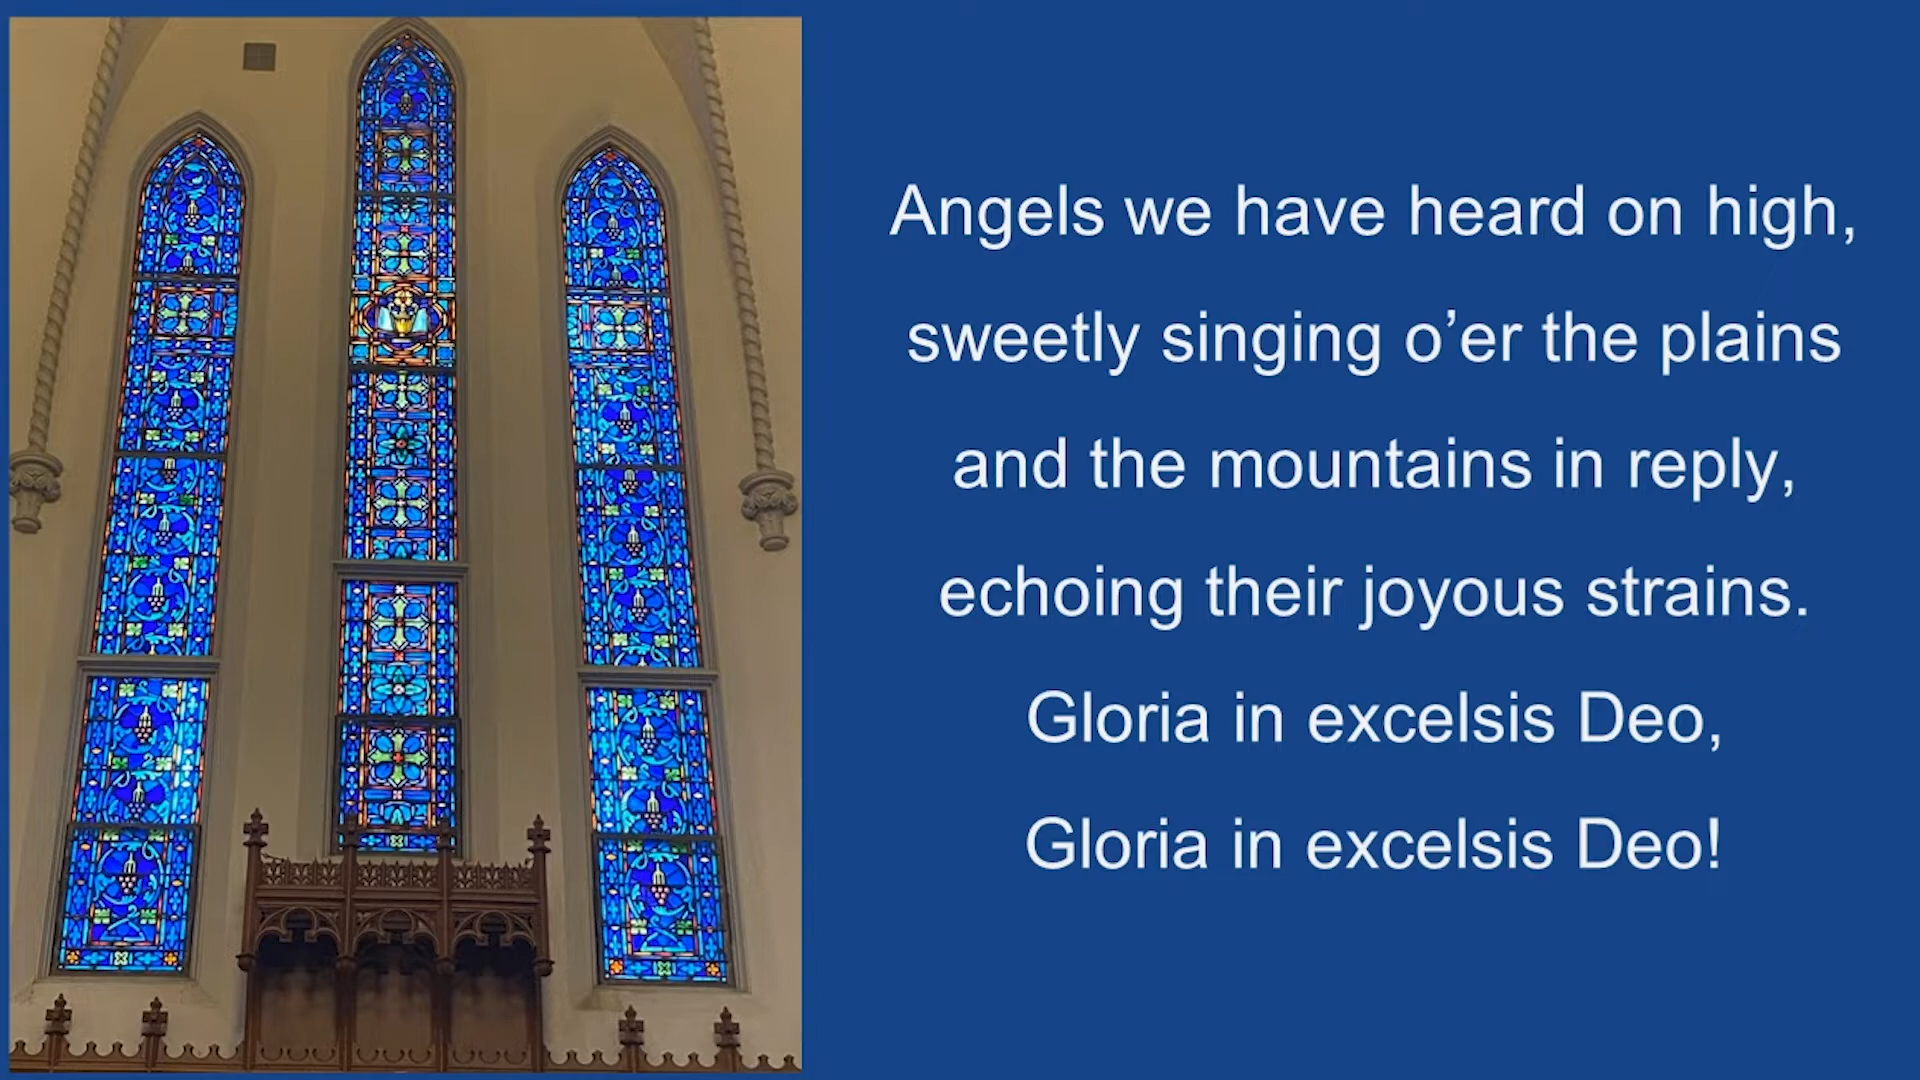 Angels we have heard on high,
sweetly singing o’er the plains
and the mountains in reply,
echoing their joyous strains.
Gloria in excelsis Deo,
Gloria in excelsis Deo!